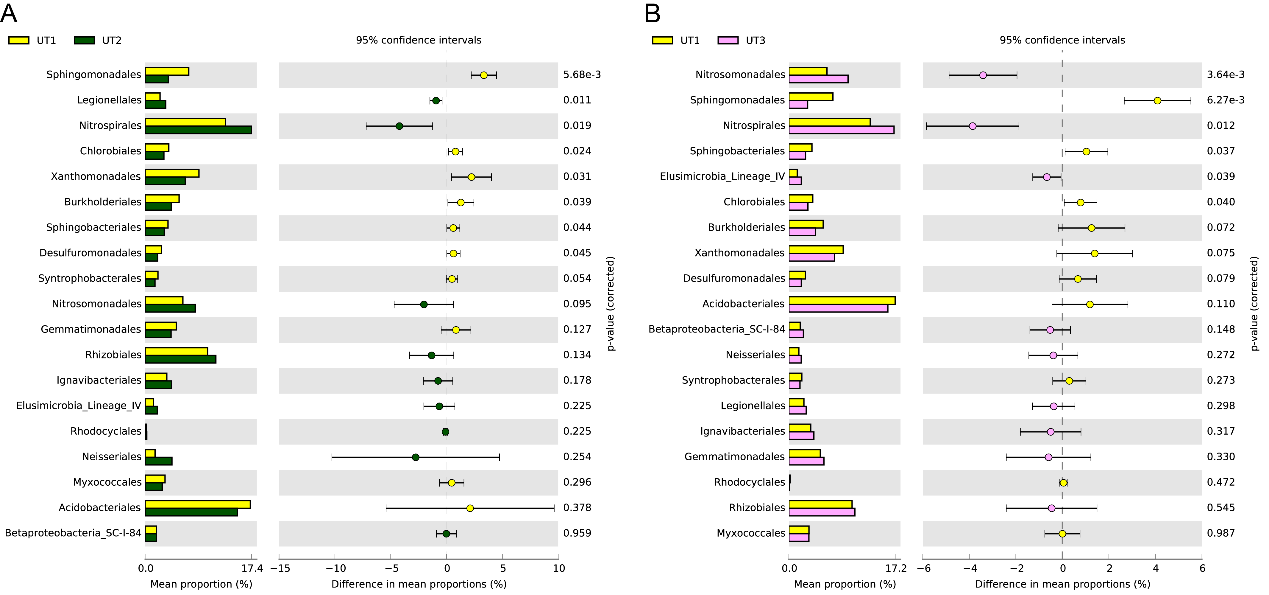 A
UT1 UT2
95% confidence intervals
Sphingomonadales 5.68e-3
Legionellales 0.011
Nitrospirales 0.019
Chlorobiales 0.024
Xanthomonadales 0.031
Burkholderiales 0.039
Sphingobacteriales 0.044
Desulfuromonadales 0.045
Syntrophobacterales 0.054
Nitrosomonadales 0.095
Gemmatimonadales 0.127
Rhizobiales 0.134
Ignavibacteriales 0.178
Elusimicrobia_Lineage_IV 0.225
Rhodocyclales 0.225
Neisseriales 0.254
Myxococcales 0.296
Acidobacteriales 0.378
Betaproteobacteria_SC-I-84 0.959
p-value (corrected)
0.0 17.4 −15 −10 −5 0 5 10
Mean proportion (%) Difference in mean proportions (%)
B
UT1 UT3
95% confidence intervals
Nitrosomonadales 3.64e-3
Sphingomonadales 6.27e-3
Nitrospirales 0.012
Sphingobacteriales 0.037
Elusimicrobia_Lineage_IV 0.039
Chlorobiales 0.040
Burkholderiales 0.072
Xanthomonadales 0.075
Desulfuromonadales 0.079
Acidobacteriales 0.110
Betaproteobacteria_SC-I-84 0.148
Neisseriales 0.272
Syntrophobacterales 0.273
Legionellales 0.298
Ignavibacteriales 0.317
Gemmatimonadales 0.330
Rhodocyclales 0.472
Rhizobiales 0.545
Myxococcales 0.987
p-value (corrected)
0.0 17.2 −6 −4 −2 0 2 4 6
Mean proportion (%) Difference in mean proportions (%)